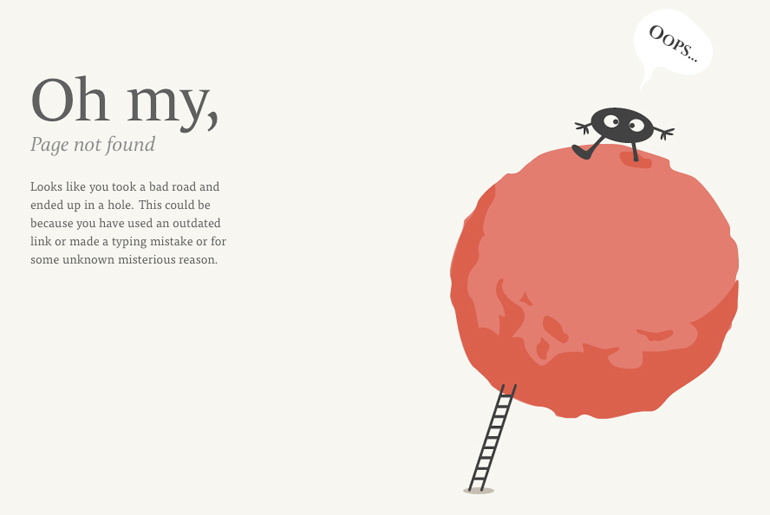 Oops...
Oh my,
Page not found
Looks like you took a bad road and
ended up in a hole. This could be
because you have used an outdated
link or made a typing mistake or for
some unknown misterious reason.